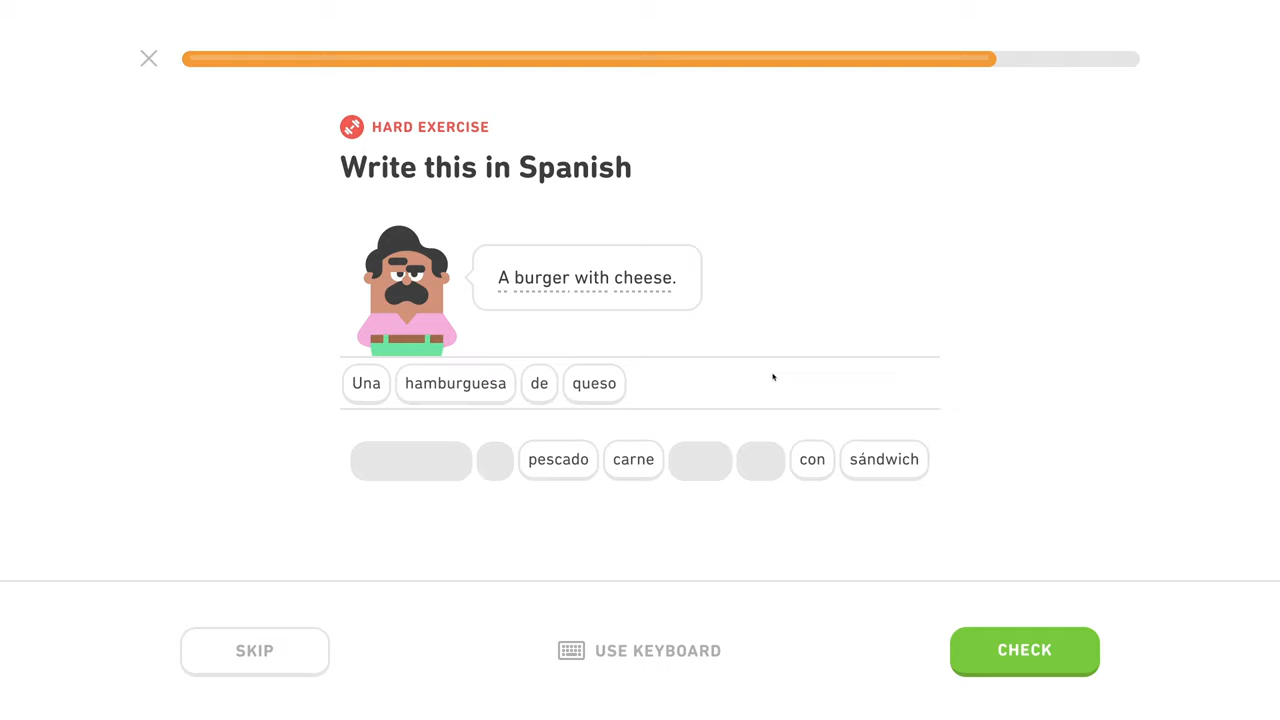 HARD EXERCISE
Write this in Spanish
A burger with cheese.
Una hamburguesa de queso
pescado carne con sándwich
SKIP USE KEYBOARD CHECK